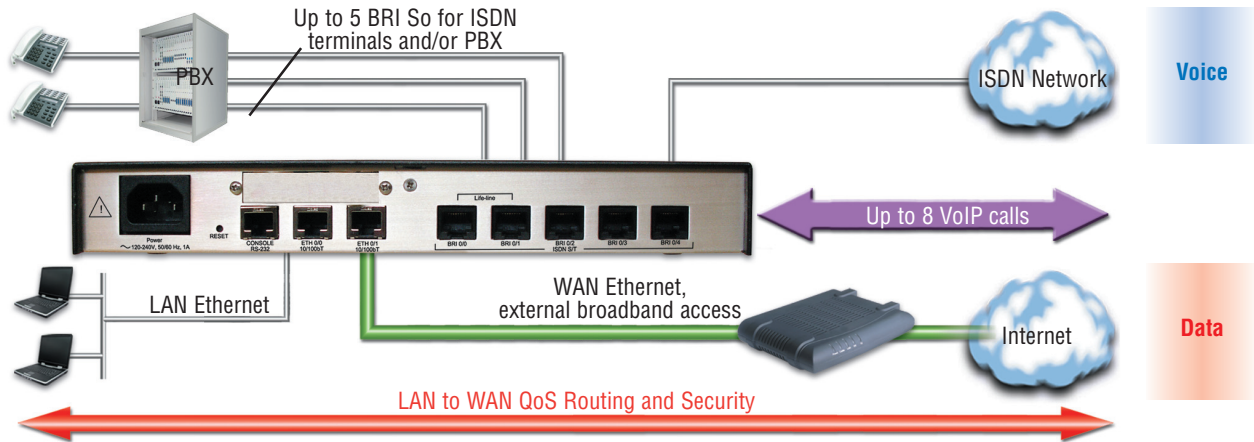 Up to 5 BRI So for ISDN
terminals and/or PBX
PBX
ISDN Network
Voice
Life-line
Power
~ 120-240V, 50/60 Hz, 1A
RESET
CONSOLE
RS-232
ETH 0/0
10/100bT
ETH 0/1
10/100bT
BRI 0/0
BRI 0/1
BRI 0/2
ISDN S/T
BRI 0/3
BRI 0/4
Up to 8 VoIP calls
LAN Ethernet
WAN Ethernet,
external broadband access
Internet
Data
LAN to WAN QoS Routing and Security